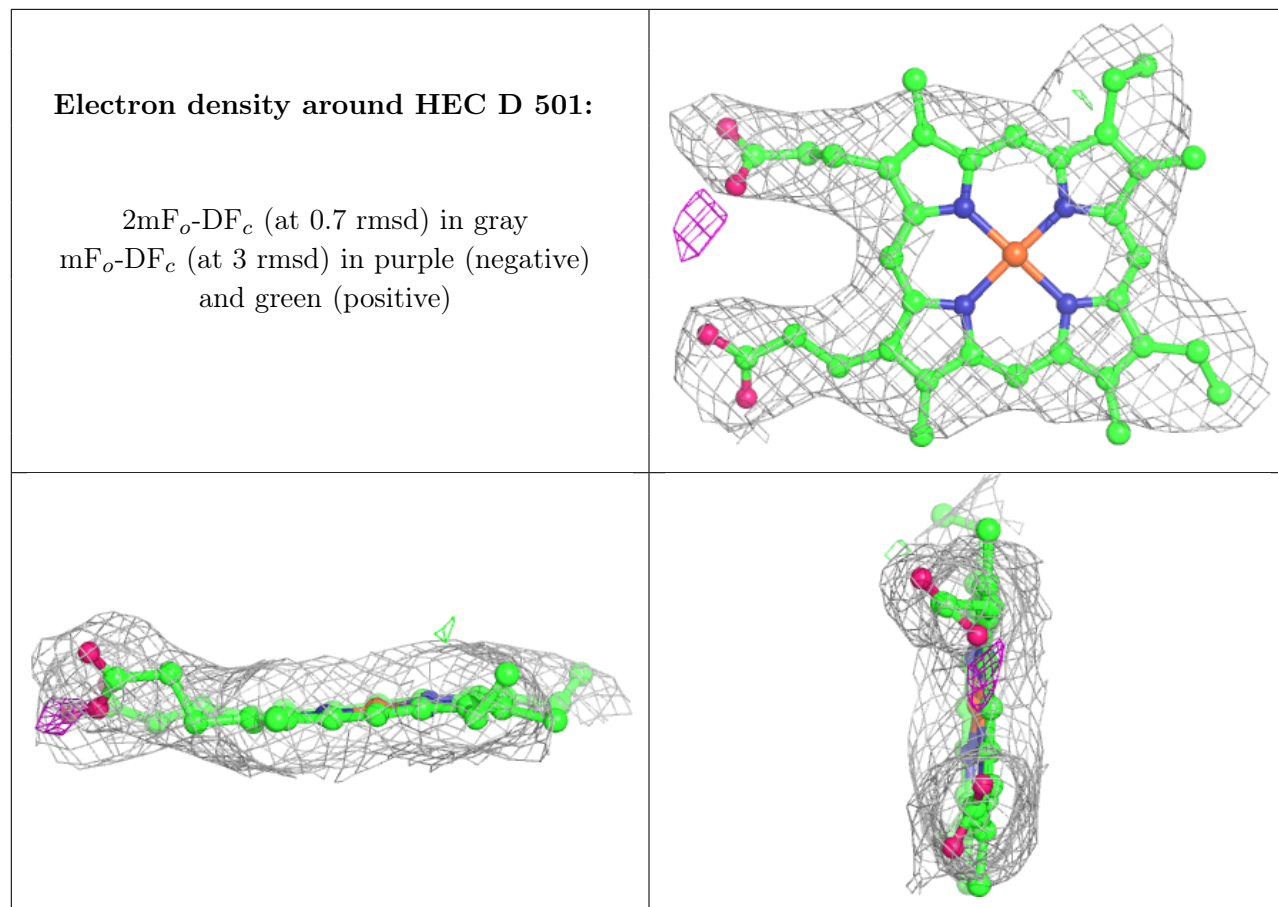 Electron density around HEC D 501:
2mFo-DFc (at 0.7 rmsd) in gray
mFo-DFc (at 3 rmsd) in purple (negative)
and green (positive)